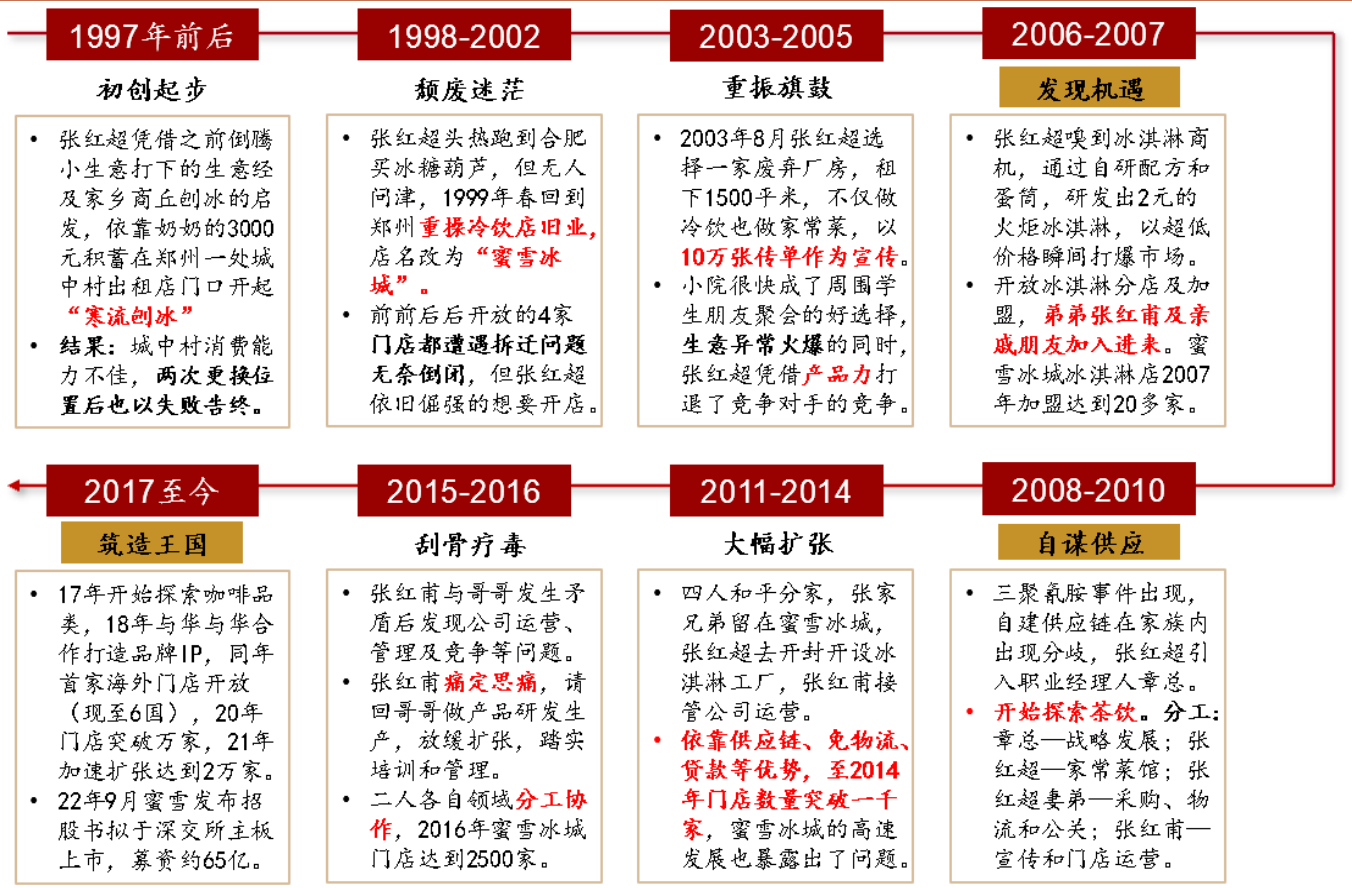 1997年前后
初创起步
• 张红超凭借之前倒腾
小生意打下的生意经
及家乡商丘刨冰的启
发，依靠奶奶的3000
元积蓄在郑州一处城
中村出租店门口开起
“寒流刨冰”
• 结果：城中村消费能
力不佳，两次更换位
置后也以失败告终。
1998-2002
颓废迷茫
• 张红超头热跑到合肥
买冰糖葫芦，但无人
问津，1999年春回到
郑州重操冷饮店旧业，
店名改为“蜜雪冰
城”。
• 前前后后开放的4家
门店都遭遇拆迁问题
无奈倒闭，但张红超
依旧倔强的想要开店。
2003-2005
重振旗鼓
• 2003年8月张红超选
择一家废弃厂房，租
下1500平米，不仅做
冷饮也做家常菜，以
10万张传单作为宣传。
• 小院很快成了周围学
生朋友聚会的好选择，
生意异常火爆的同时，
张红超凭借产品力打
退了竞争对手的竞争。
2006-2007
发现机遇
• 张红超嗅到冰淇淋商
机，通过自研配方和
蛋筒，研发出2元的
火炬冰淇淋，以超低
价格瞬间打爆市场。
• 开放冰淇淋分店及加
盟，弟弟张红甫及亲
戚朋友加入进来。蜜
雪冰城冰淇淋店2007
年加盟达到20多家。
2008-2010
自谋供应
• 三聚氰胺事件出现，
自建供应链在家族内
出现分歧，张红超引
入职业经理人章总。
• 开始探索茶饮。分工：
章总—战略发展；张
红超—家常菜馆；张
红超妻弟—采购、物
流和公关；张红甫—
宣传和门店运营。
2011-2014
大幅扩张
• 四人和平分家，张家
兄弟留在蜜雪冰城，
张红超去开封开设冰
淇淋工厂，张红甫接
管公司运营。
• 依靠供应链、免物流、
贷款等优势，至2014
年门店数量突破一千
家，蜜雪冰城的高速
发展也暴露出了问题。
2015-2016
刮骨疗毒
• 张红甫与哥哥发生矛
盾后发现公司运营、
管理及竞争等问题。
• 张红甫痛定思痛，请
回哥哥做产品研发生
产，放缓扩张，踏实
培训和管理。
• 二人各自领域分工协
作，2016年蜜雪冰城
门店达到2500家。
2017至今
筑造王国
• 17年开始探索咖啡品
类，18年与华与华合
作打造品牌IP，同年
首家海外门店开放
（现至6国），20年
门店突破万家，21年
加速扩张达到2万家。
• 22年9月蜜雪发布招
股书拟于深交所主板
上市，募资约65亿。